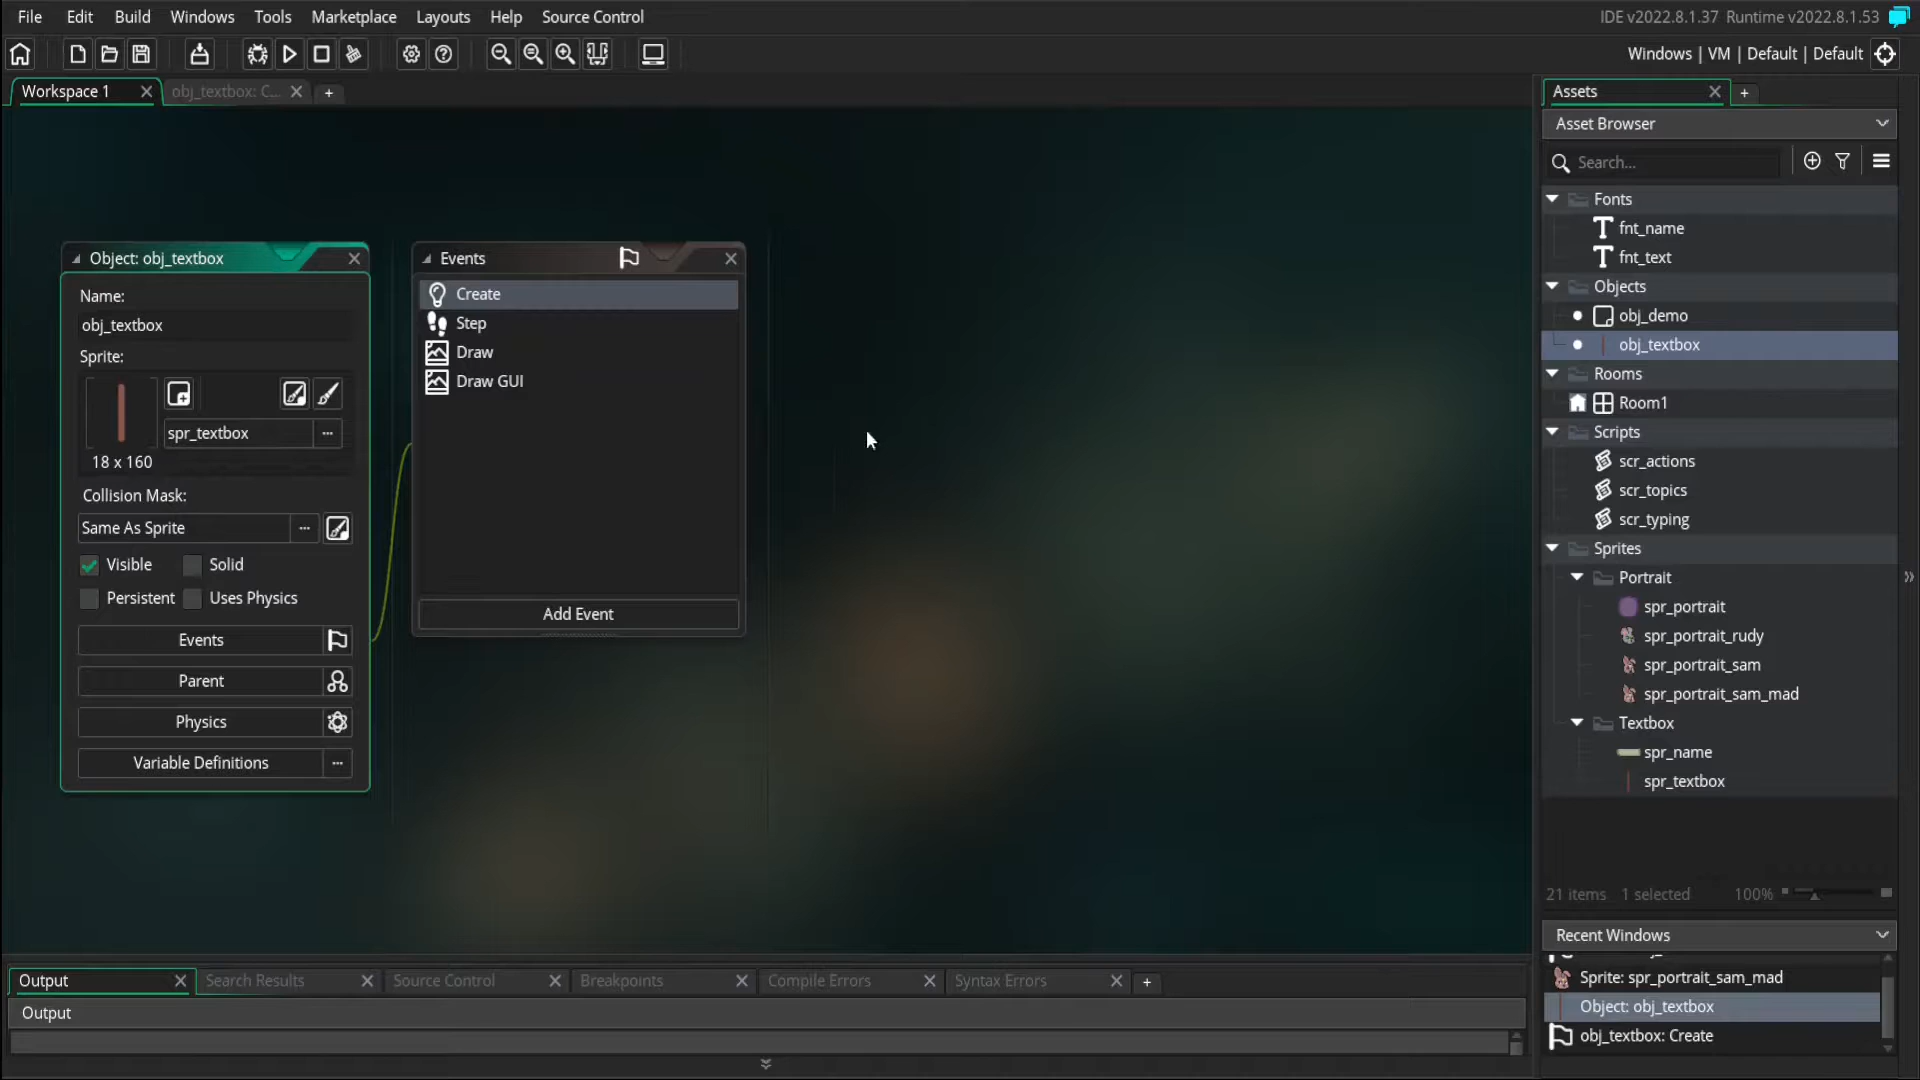 File Edit Build Windows Tools Marketplace Layouts Help Source Control
IDE v2022.8.1.37 Runtime v2022.8.1.53
Windows | VM | Default | Default
Workspace 1
obj_textbox: C...
Object: obj_textbox
Name:
obj_textbox
Sprite:
spr_textbox
18 x 160
Collision Mask:
Same As Sprite
Visible
Solid
Persistent
Uses Physics
Events
Parent
Physics
Variable Definitions
Events
Create
Step
Draw
Draw GUI
Add Event
Assets
Asset Browser
Search...
Fonts
fnt_name
fnt_text
Objects
obj_demo
obj_textbox
Rooms
Room1
Scripts
scr_actions
scr_topics
scr_typing
Sprites
Portrait
spr_portrait
spr_portrait_rudy
spr_portrait_sam
spr_portrait_sam_mad
Textbox
spr_name
spr_textbox
21 items 1 selected 100%
Recent Windows
Sprite: spr_portrait_sam_mad
Object: obj_textbox
obj_textbox: Create
Output
Search Results
Source Control
Breakpoints
Compile Errors
Syntax Errors
Output